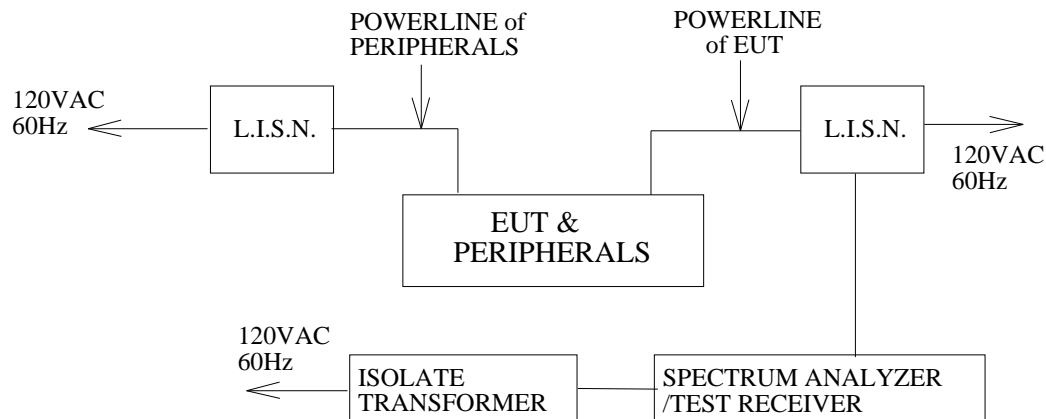 POWERLINE of
PERIPHERALS
POWERLINE
of EUT
120VAC
60Hz
L.I.S.N.
L.I.S.N.
120VAC
60Hz
EUT &
PERIPHERALS
120VAC
60Hz
ISOLATE
TRANSFORMER
SPECTRUM ANALYZER
/TEST RECEIVER